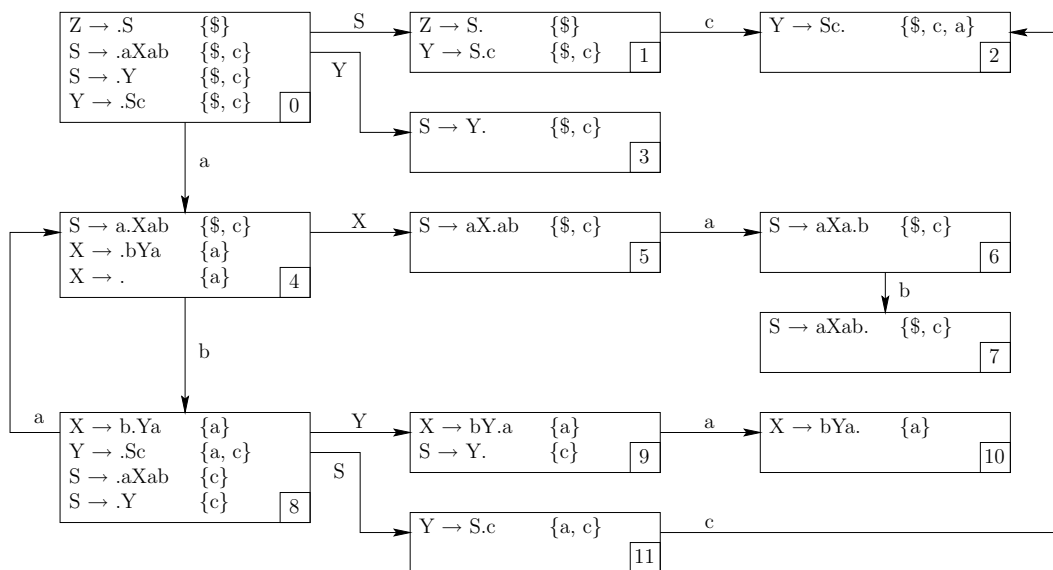 Z → .S {$}
S → .aXab {$, c}
S → .Y {$, c}
Y → .Sc {$, c}
0
S
Y
Z → S. {$}
Y → S.c {$, c}
1
c
Y → Sc. {$, c, a}
2
S → Y. {$, c}
3
a
S → a.Xab {$, c}
X → .bYa {a}
X → . {a}
4
X
S → aX.ab {$, c}
5
a
S → aXa.b {$, c}
6
b
S → aXab. {$, c}
7
b
a
X → b.Ya {a}
Y → .Sc {a, c}
S → .aXab {c}
S → .Y {c}
8
Y
S
X → bY.a {a}
S → Y. {c}
9
a
X → bYa. {a}
10
Y → S.c {a, c}
11
c